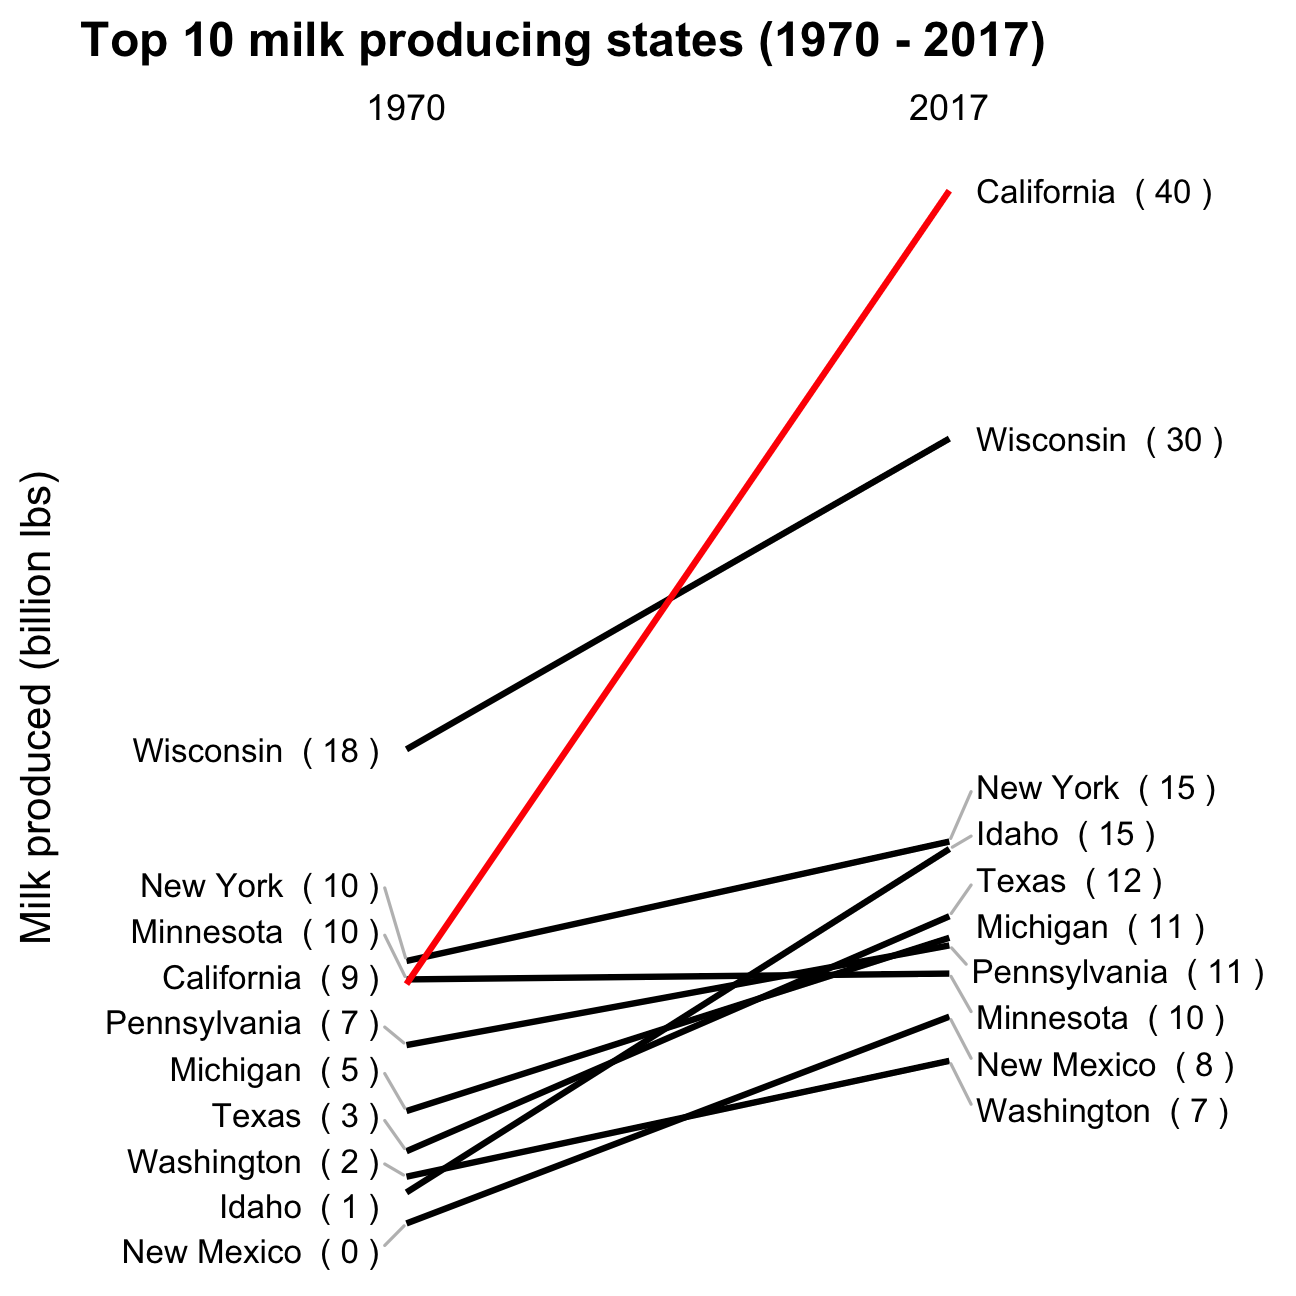 Top 10 milk producing states (1970 - 2017)
1970
2017
Milk produced (billion lbs)
Wisconsin ( 18 )
New York ( 10 )
Minnesota ( 10 )
California ( 9 )
Pennsylvania ( 7 )
Michigan ( 5 )
Texas ( 3 )
Washington ( 2 )
Idaho ( 1 )
New Mexico ( 0 )
California ( 40 )
Wisconsin ( 30 )
New York ( 15 )
Idaho ( 15 )
Texas ( 12 )
Michigan ( 11 )
Pennsylvania ( 11 )
Minnesota ( 10 )
New Mexico ( 8 )
Washington ( 7 )